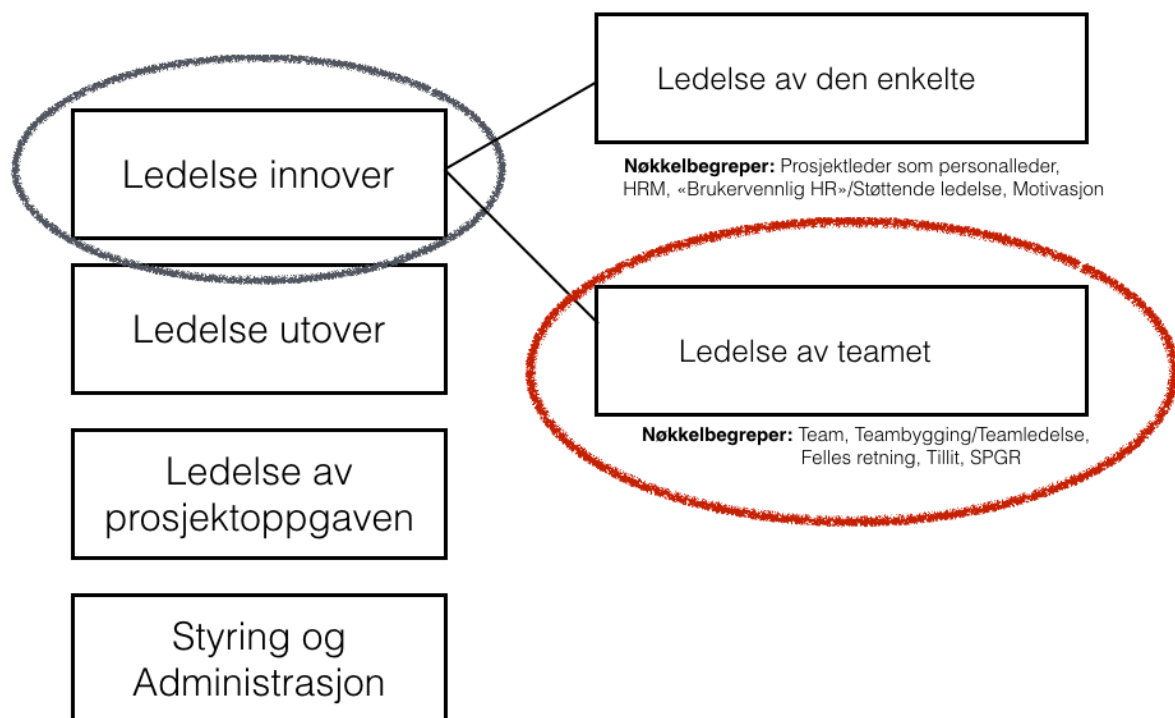 Ledelse innover
Ledelse utover
Ledelse av
prosjektoppgaven
Styring og
Administrasjon
Ledelse av den enkelte
Nøkkelbegreper: Prosjektleder som personalleder,
HRM, «Brukervennlig HR»/Støttende ledelse, Motivasjon
Ledelse av teamet
Nøkkelbegreper: Team, Teambygging/Teamledelse,
Felles retning, Tillit, SPGR